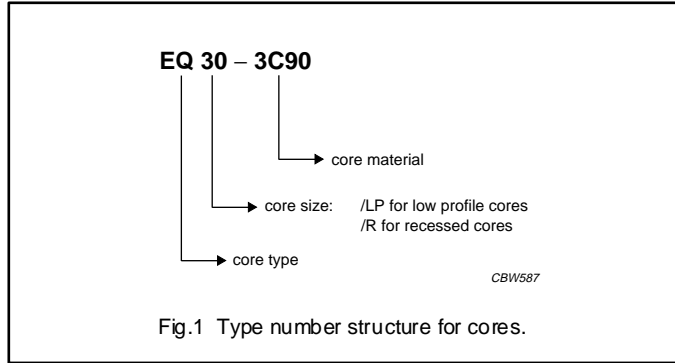 EQ 30 – 3C90
core material
core size: /LP for low profile cores
/R for recessed cores
core type
CBW587
Fig.1 Type number structure for cores.